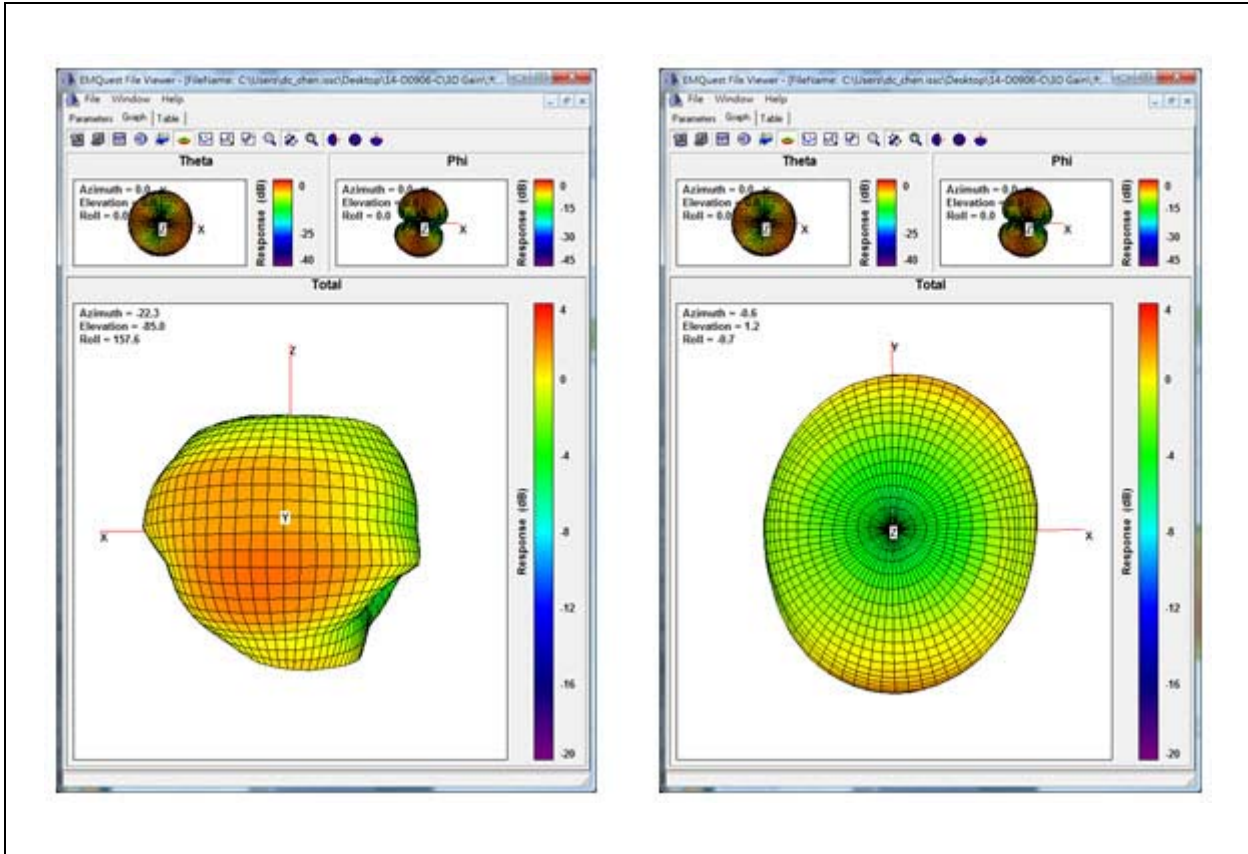 EMQuest File Viewer - [FileName: C:\Users\dc_chen.issc\Desktop\14-D0906-C\3D Gain\
File Window Help
Parameters Graph Table
Theta
Azimuth = 0.0
Elevation
Roll = 0.0
Z
X
Response (dB)
0
-25
-40
Phi
Azimuth = 0.0
Elevation
Roll = 0.0
Z
X
Response (dB)
0
-15
-30
-45
Total
Azimuth = -22.3
Elevation = -85.0
Roll = 157.6
Z
Y
X
Response (dB)
4
0
-4
-8
-12
-16
-20
EMQuest File Viewer - [FileName: C:\Users\dc_chen.issc\Desktop\14-D0906-C\3D Gain\
File Window Help
Parameters Graph Table
Theta
Azimuth = 0.0
Elevation
Roll = 0.0
Z
X
Response (dB)
0
-25
-40
Phi
Azimuth = 0.0
Elevation
Roll = 0.0
Z
X
Response (dB)
0
-15
-30
-45
Total
Azimuth = -0.6
Elevation = 1.2
Roll = -0.7
Y
Z
X
Response (dB)
4
0
-4
-8
-12
-16
-20